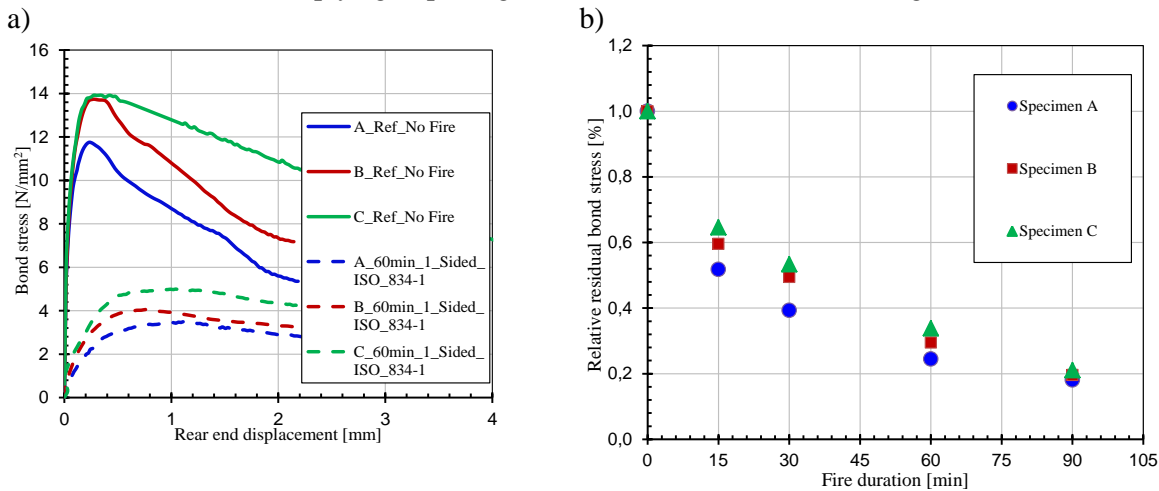 a)
16
14
12
10
8
6
4
2
0
0
1
2
3
4
Bond stress [N/mm²]
Rear end displacement [mm]
A_Ref_No Fire
B_Ref_No Fire
C_Ref_No Fire
A_60min_1_Sided_
ISO_834-1
B_60min_1_Sided_
ISO_834-1
C_60min_1_Sided_
ISO_834-1
b)
1,2
1,0
0,8
0,6
0,4
0,2
0,0
0
15
30
45
60
75
90
105
Relative residual bond stress [%]
Fire duration [min]
Specimen A
Specimen B
Specimen C